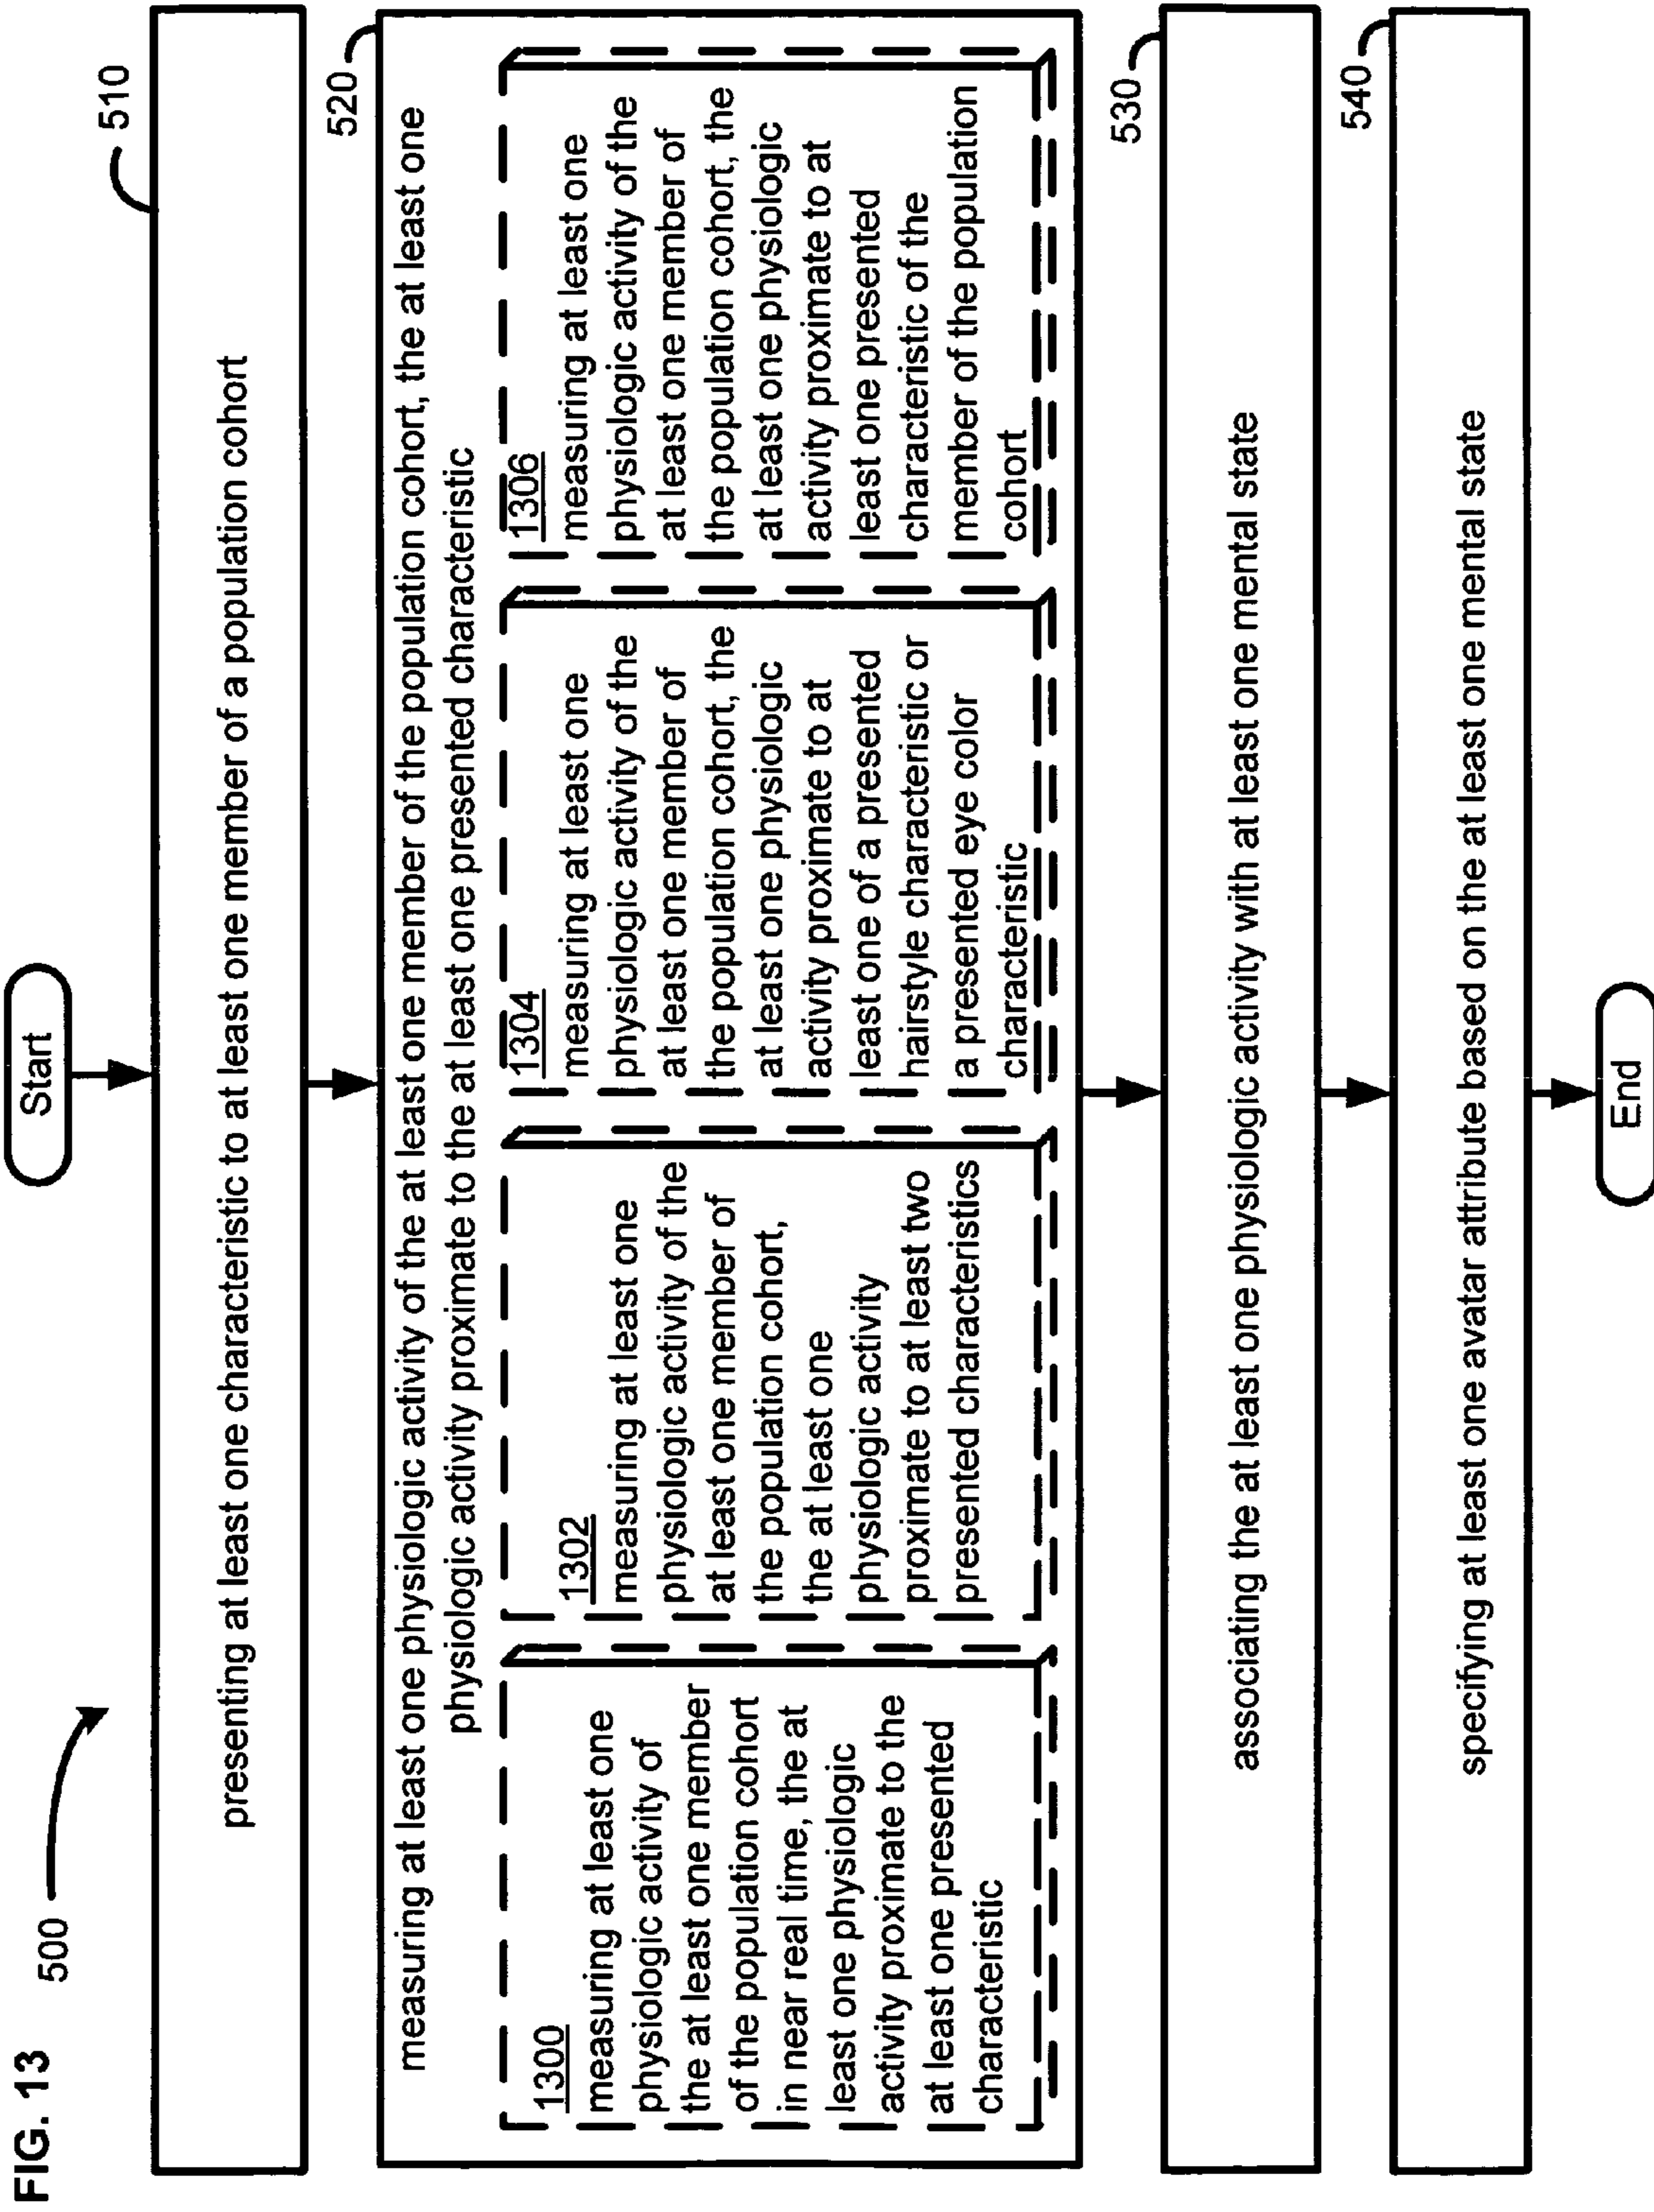 FIG. 13
500
Start
510
presenting at least one characteristic to at least one member of a population cohort
520
measuring at least one physiologic activity of the at least one member of the population cohort, the at least one
physiologic activity proximate to the at least one presented characteristic
1300
measuring at least one
physiologic activity of
the at least one member
of the population cohort
in near real time, the at
least one physiologic
activity proximate to the
at least one presented
characteristic
1302
measuring at least one
physiologic activity of the
at least one member of
the population cohort,
the at least one
physiologic activity
proximate to at least two
presented characteristics
1304
measuring at least one
physiologic activity of the
at least one member of
the population cohort, the
at least one physiologic
activity proximate to at
least one of a presented
hairstyle characteristic or
a presented eye color
characteristic
1306
measuring at least one
physiologic activity of the
at least one member of
the population cohort, the
at least one physiologic
activity proximate to at
least one presented
characteristic of the
member of the population
cohort
530
associating the at least one physiologic activity with at least one mental state
540
specifying at least one avatar attribute based on the at least one mental state
End